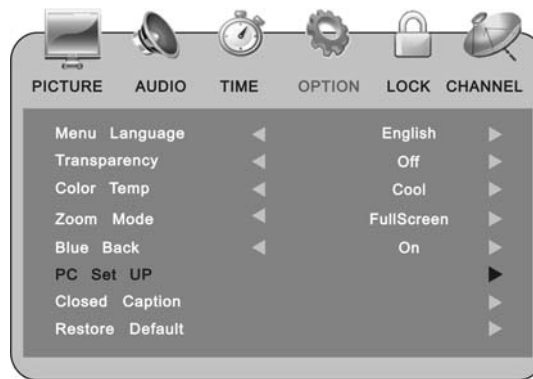 PICTURE AUDIO TIME OPTION LOCK CHANNEL
Menu Language English
Transparency Off
Color Temp Cool
Zoom Mode FullScreen
Blue Back On
PC Set UP
Closed Caption
Restore Default